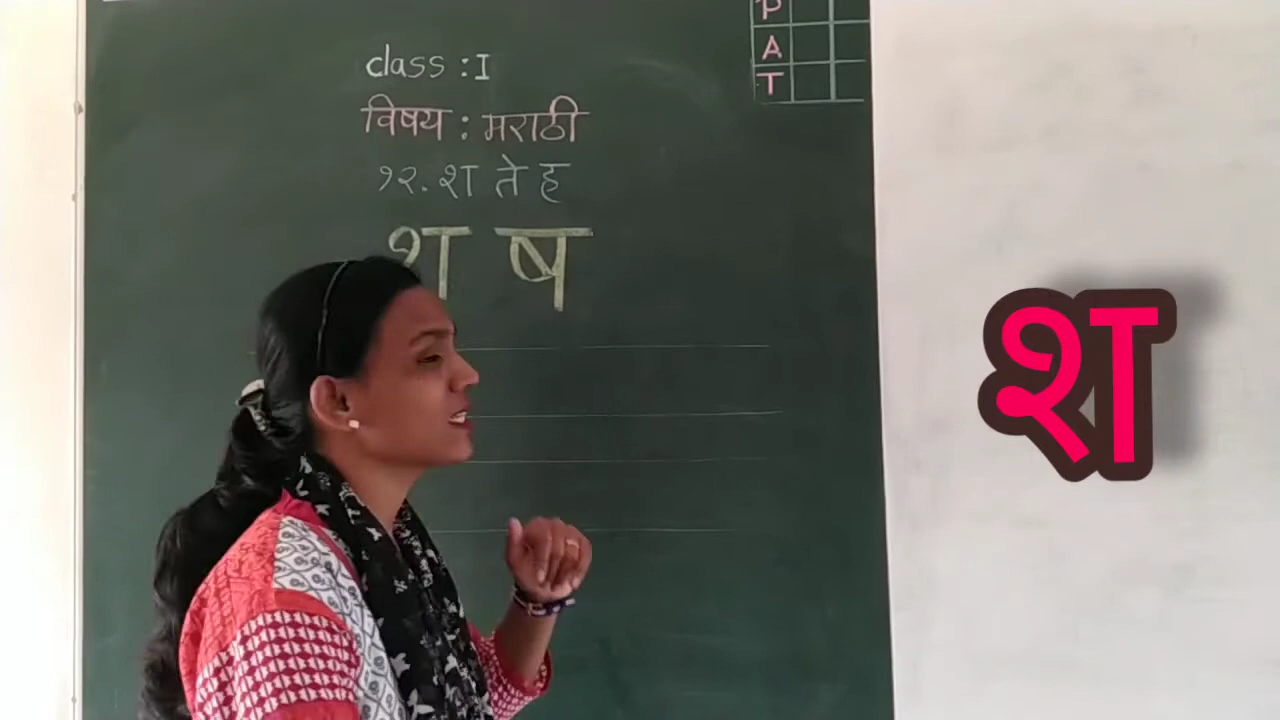 class : I
विषय : मराठी
१२. श ते ह
श ष
P
A
T
श